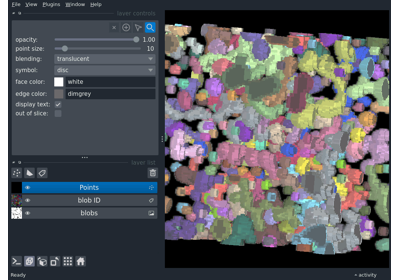 File View Plugins Window Help
layer controls
opacity: 1.00
point size: 10
blending: translucent
symbol: disc
face color: white
edge color: dimgrey
display text:
out of slice:
layer list
Points
blob ID
blobs
Ready activity